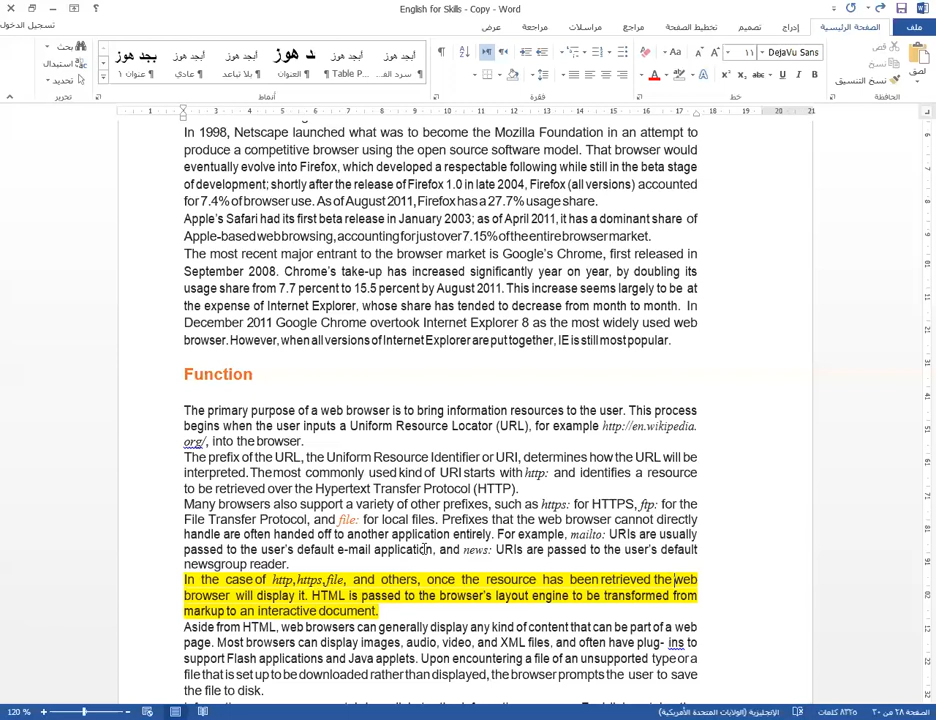 English for Skills - Copy - Word
تسجيل الدخول
ملف
الصفحة الرئيسية
إدراج
تصميم
تخطيط الصفحة
مراجع
مراسلات
مراجعة
عرض
لصق
قص
نسخ
نسخ التنسيق
الحافظة
DejaVu Sans
١١
خط
فقرة
أبجد هوز
سرد الف...
أبجد هوز
Table P...
د هوز
العنوان
أبجد هوز
بلا تباعد
أبجد هوز
عادي
بجد هوز
عنوان ١
أنماط
بحث
استبدال
تحديد
تحرير
In 1998, Netscape launched what was to become the Mozilla Foundation in an attempt to
produce a competitive browser using the open source software model. That browser would
eventually evolve into Firefox, which developed a respectable following while still in the beta stage
of development; shortly after the release of Firefox 1.0 in late 2004, Firefox (all versions) accounted
for 7.4% of browser use. As of August 2011, Firefox has a 27.7% usage share.
Apple's Safari had its first beta release in January 2003; as of April 2011, it has a dominant share of
Apple-based web browsing, accounting for just over 7.15% of the entire browser market.
The most recent major entrant to the browser market is Google's Chrome, first released in
September 2008. Chrome's take-up has increased significantly year on year, by doubling its
usage share from 7.7 percent to 15.5 percent by August 2011. This increase seems largely to be at
the expense of Internet Explorer, whose share has tended to decrease from month to month. In
December 2011 Google Chrome overtook Internet Explorer 8 as the most widely used web
browser. However, when all versions of Internet Explorer are put together, IE is still most popular.
Function
The primary purpose of a web browser is to bring information resources to the user. This process
begins when the user inputs a Uniform Resource Locator (URL), for example http://en.wikipedia.
org/, into the browser.
The prefix of the URL, the Uniform Resource Identifier or URI, determines how the URL will be
interpreted. The most commonly used kind of URI starts with http: and identifies a resource
to be retrieved over the Hypertext Transfer Protocol (HTTP).
Many browsers also support a variety of other prefixes, such as https: for HTTPS, ftp: for the
File Transfer Protocol, and file: for local files. Prefixes that the web browser cannot directly
handle are often handed off to another application entirely. For example, mailto: URIs are usually
passed to the user's default e-mail application, and news: URIs are passed to the user's default
newsgroup reader.
In the case of http, https, file, and others, once the resource has been retrieved the web
browser will display it. HTML is passed to the browser's layout engine to be transformed from
markup to an interactive document.
Aside from HTML, web browsers can generally display any kind of content that can be part of a web
page. Most browsers can display images, audio, video, and XML files, and often have plug- ins to
support Flash applications and Java applets. Upon encountering a file of an unsupported type or a
file that is set up to be downloaded rather than displayed, the browser prompts the user to save
the file to disk.
120 %
الإنجليزية (الولايات المتحدة الأمريكية)
٨٣٤٥ كلمات
الصفحة ٢٨ من ٣٠